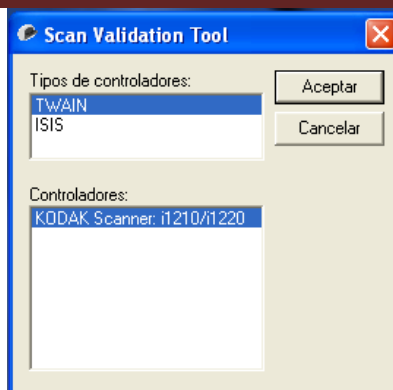 Scan Validation Tool
Tipos de controladores:
Aceptar
TWAIN
ISIS
Cancelar
Controladores:
KODAK Scanner: i1210/i1220